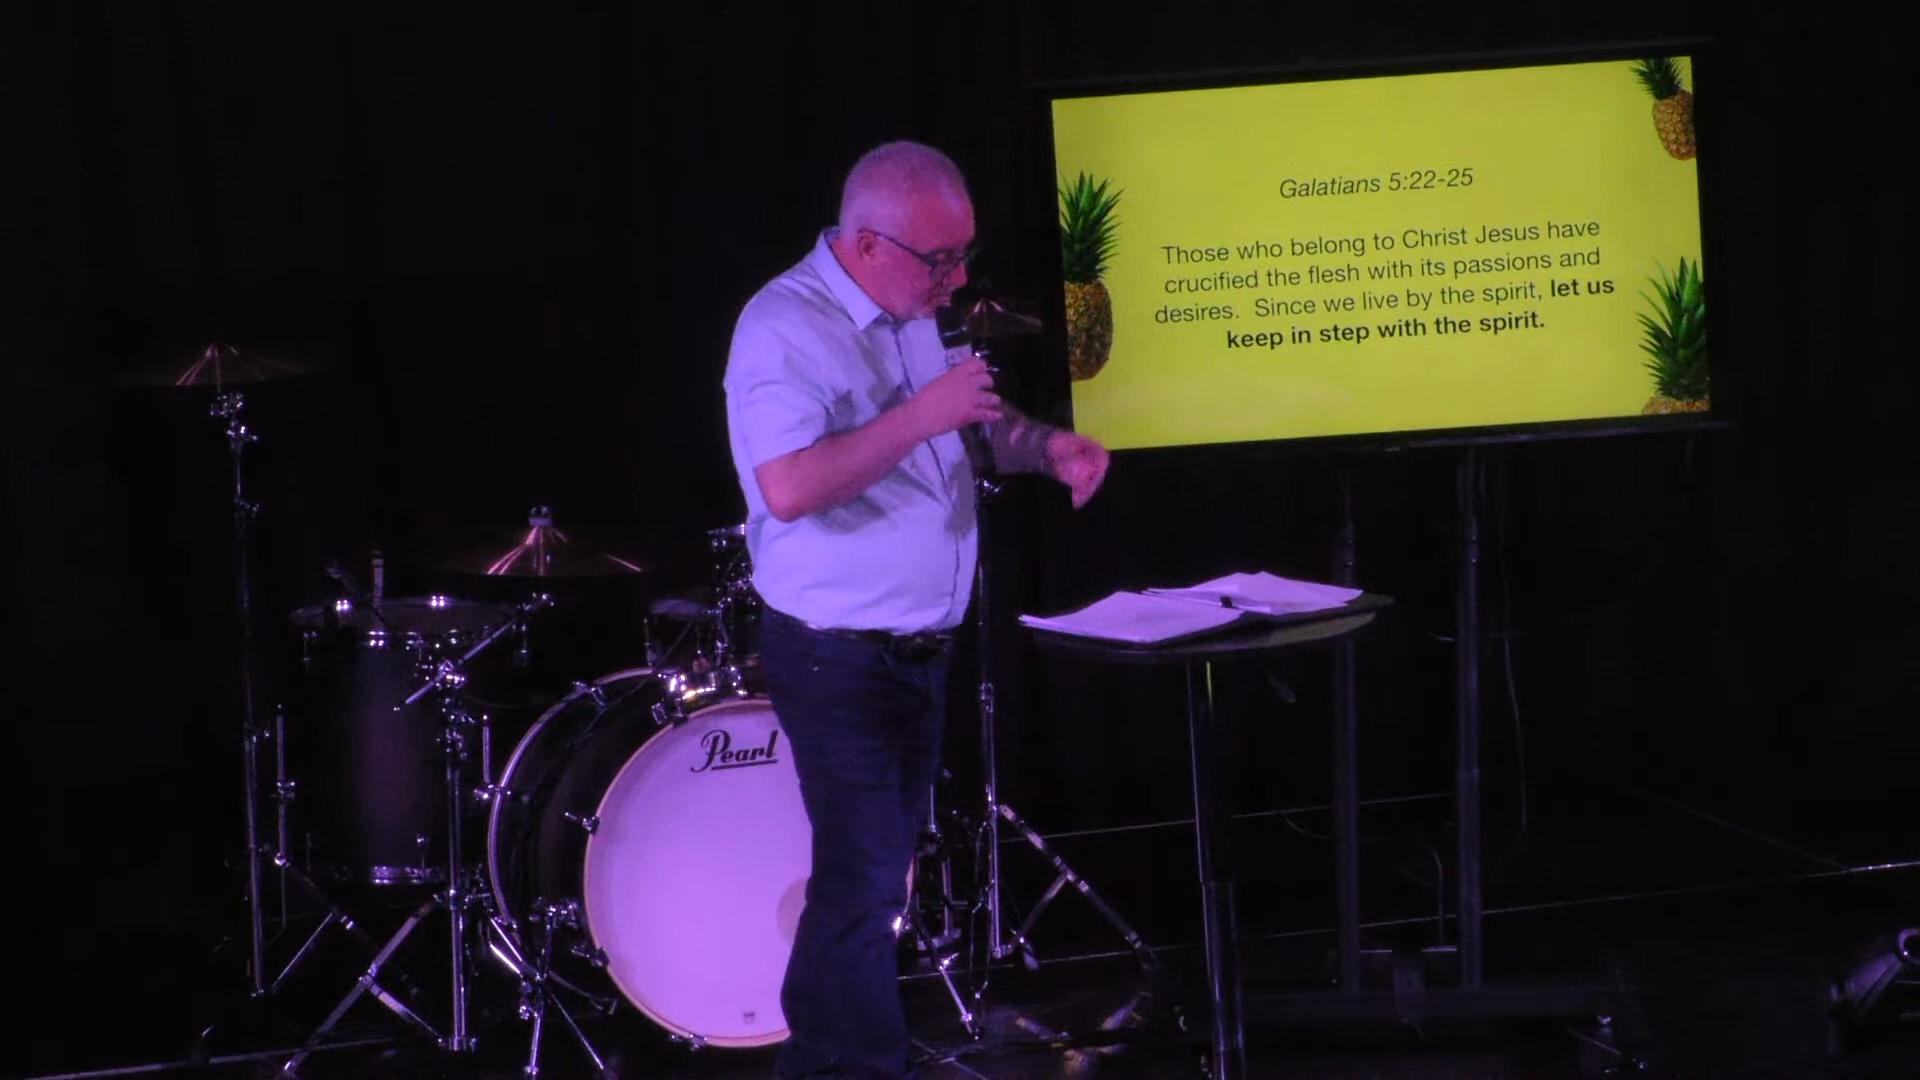 Galatians 5:22-25
Those who belong to Christ Jesus have
crucified the flesh with its passions and
desires.  Since we live by the spirit, let us
keep in step with the spirit.
Pearl